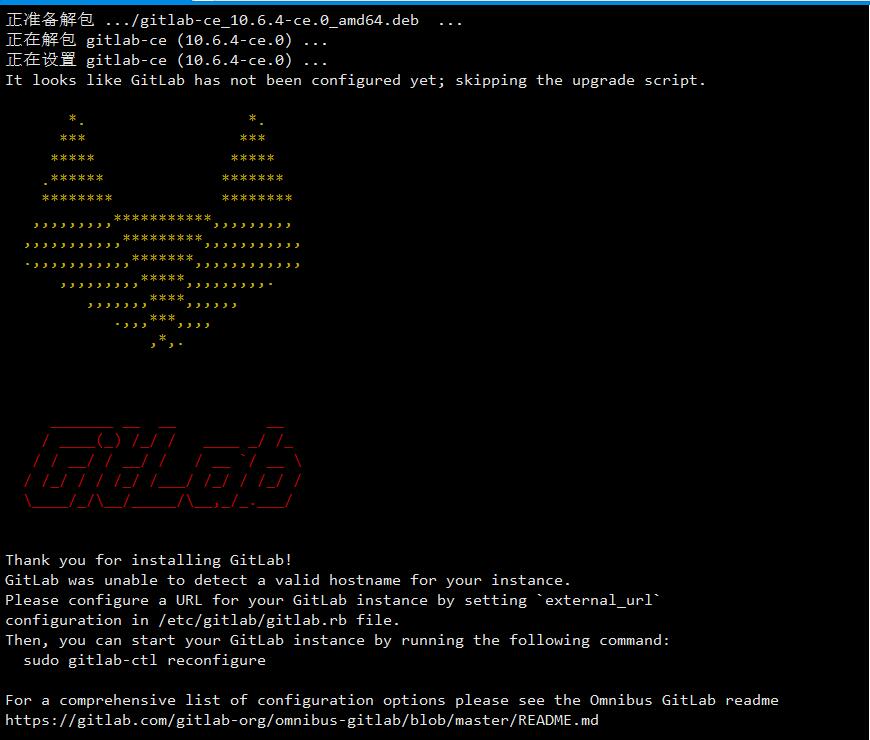 正准备解包 .../gitlab-ce_10.6.4-ce.0_amd64.deb  ...
正在解包 gitlab-ce (10.6.4-ce.0) ...
正在设置 gitlab-ce (10.6.4-ce.0) ...
It looks like GitLab has not been configured yet; skipping the upgrade script.
GitLab
Thank you for installing GitLab!
GitLab was unable to detect a valid hostname for your instance.
Please configure a URL for your GitLab instance by setting `external_url`
configuration in /etc/gitlab/gitlab.rb file.
Then, you can start your GitLab instance by running the following command:
  sudo gitlab-ctl reconfigure
For a comprehensive list of configuration options please see the Omnibus GitLab readme
https://gitlab.com/gitlab-org/omnibus-gitlab/blob/master/README.md